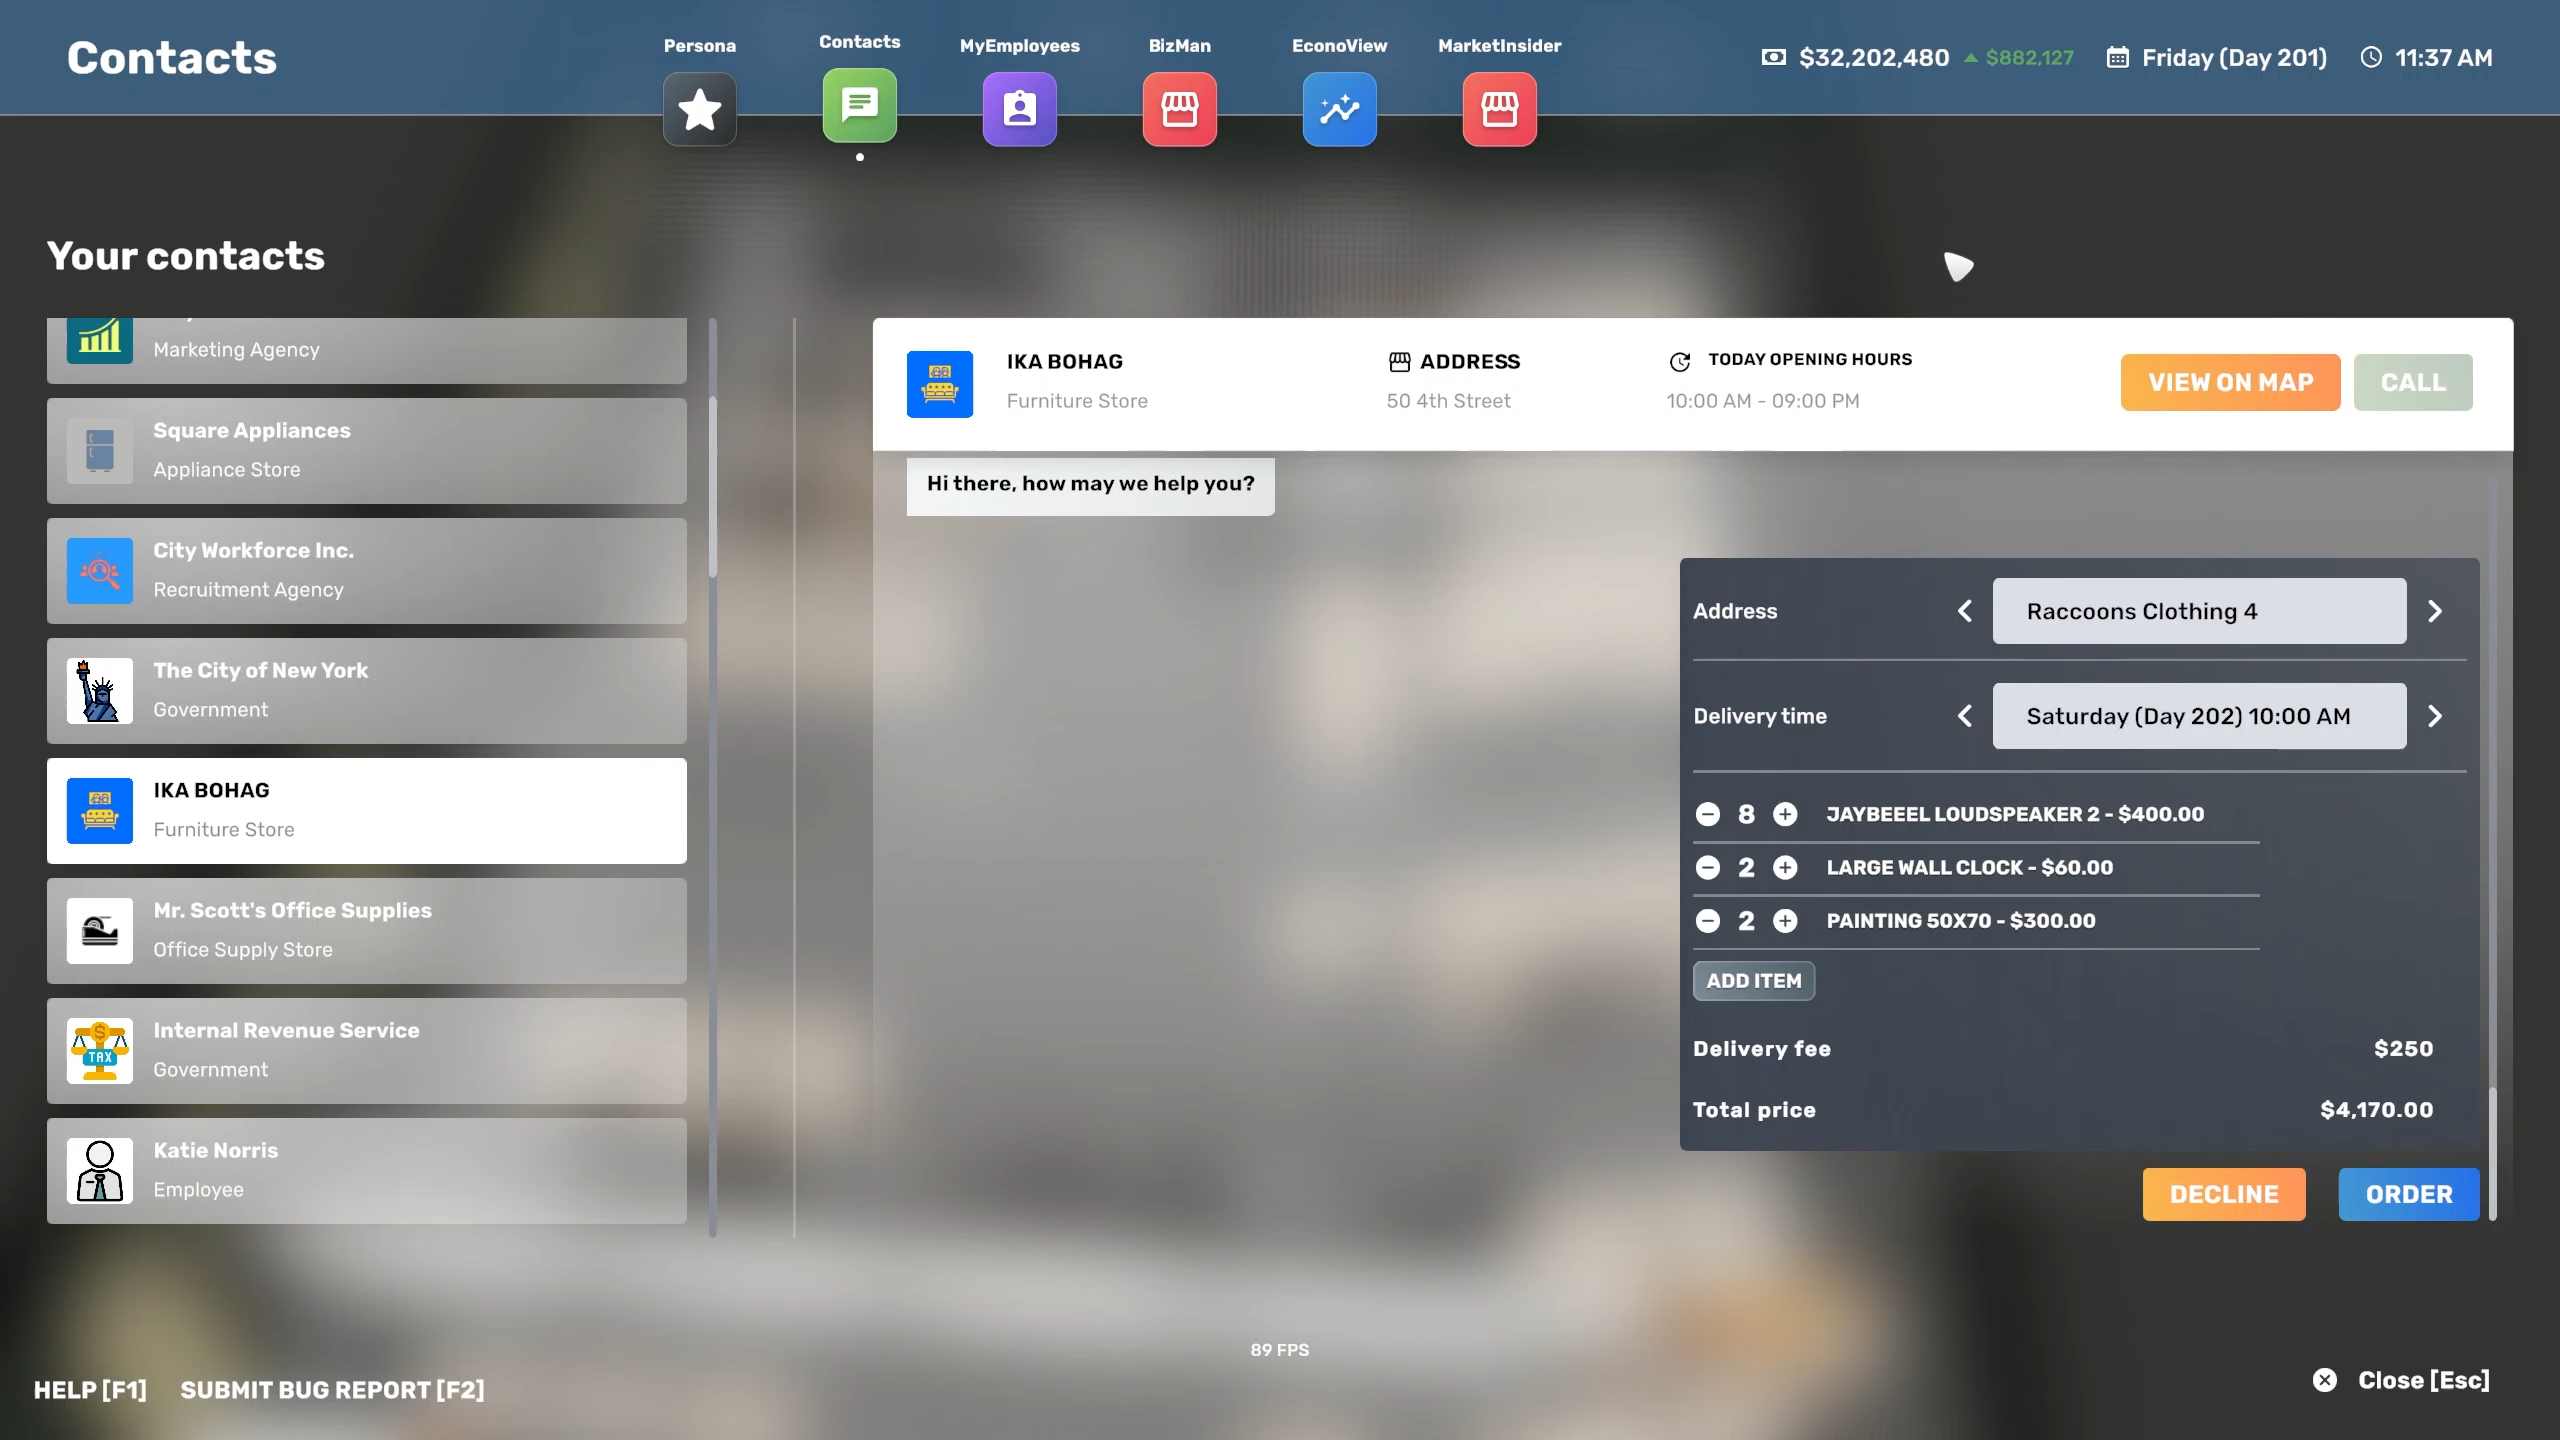 Contacts
Persona
Contacts
MyEmployees
BizMan
EconoView
MarketInsider
$32,202,480
$882,127
Friday (Day 201)
11:37 AM
Your contacts
Marketing Agency
Square Appliances
Appliance Store
City Workforce Inc.
Recruitment Agency
The City of New York
Government
IKA BOHAG
Furniture Store
Mr. Scott's Office Supplies
Office Supply Store
TAX
Internal Revenue Service
Government
Katie Norris
Employee
IKA BOHAG
Furniture Store
ADDRESS
50 4th Street
TODAY OPENING HOURS
10:00 AM - 09:00 PM
VIEW ON MAP
CALL
Hi there, how may we help you?
Address
Raccoons Clothing 4
Delivery time
Saturday (Day 202) 10:00 AM
8 JAYBEEEL LOUDSPEAKER 2 - $400.00
2 LARGE WALL CLOCK - $60.00
2 PAINTING 50X70 - $300.00
ADD ITEM
Delivery fee $250
Total price $4,170.00
DECLINE
ORDER
89 FPS
HELP [F1]
SUBMIT BUG REPORT [F2]
Close [Esc]